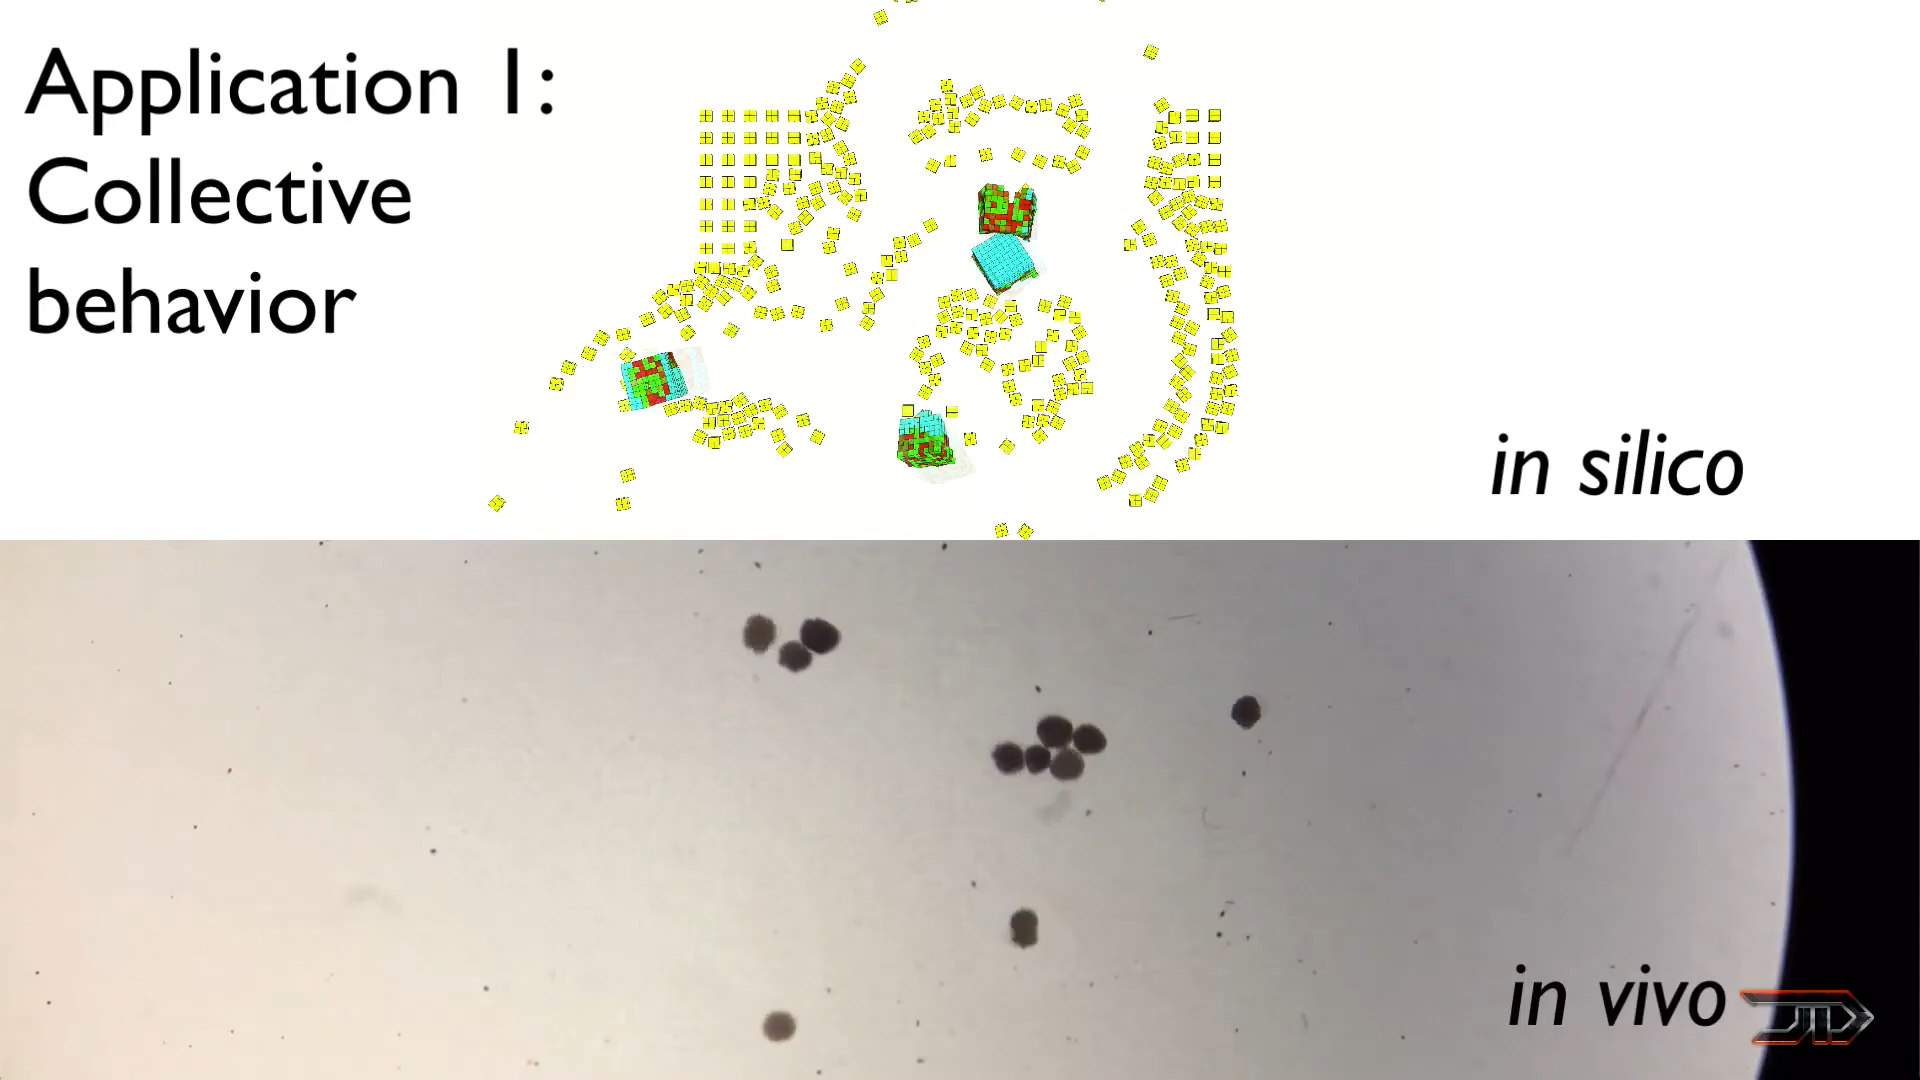 Application 1:
Collective
behavior
in silico
in vivo